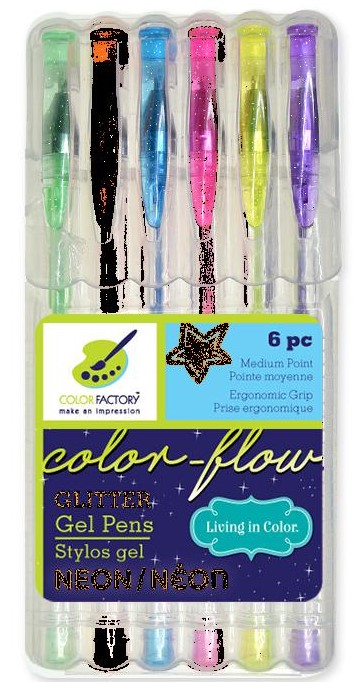 COLOR FACTORY™
make an impression
6 pc
Medium Point
Pointe moyenne
Ergonomic Grip
Prise ergonomique
color-flow
GLITTER
Gel Pens
Stylos gel
NEON/Néon
Living in Color.